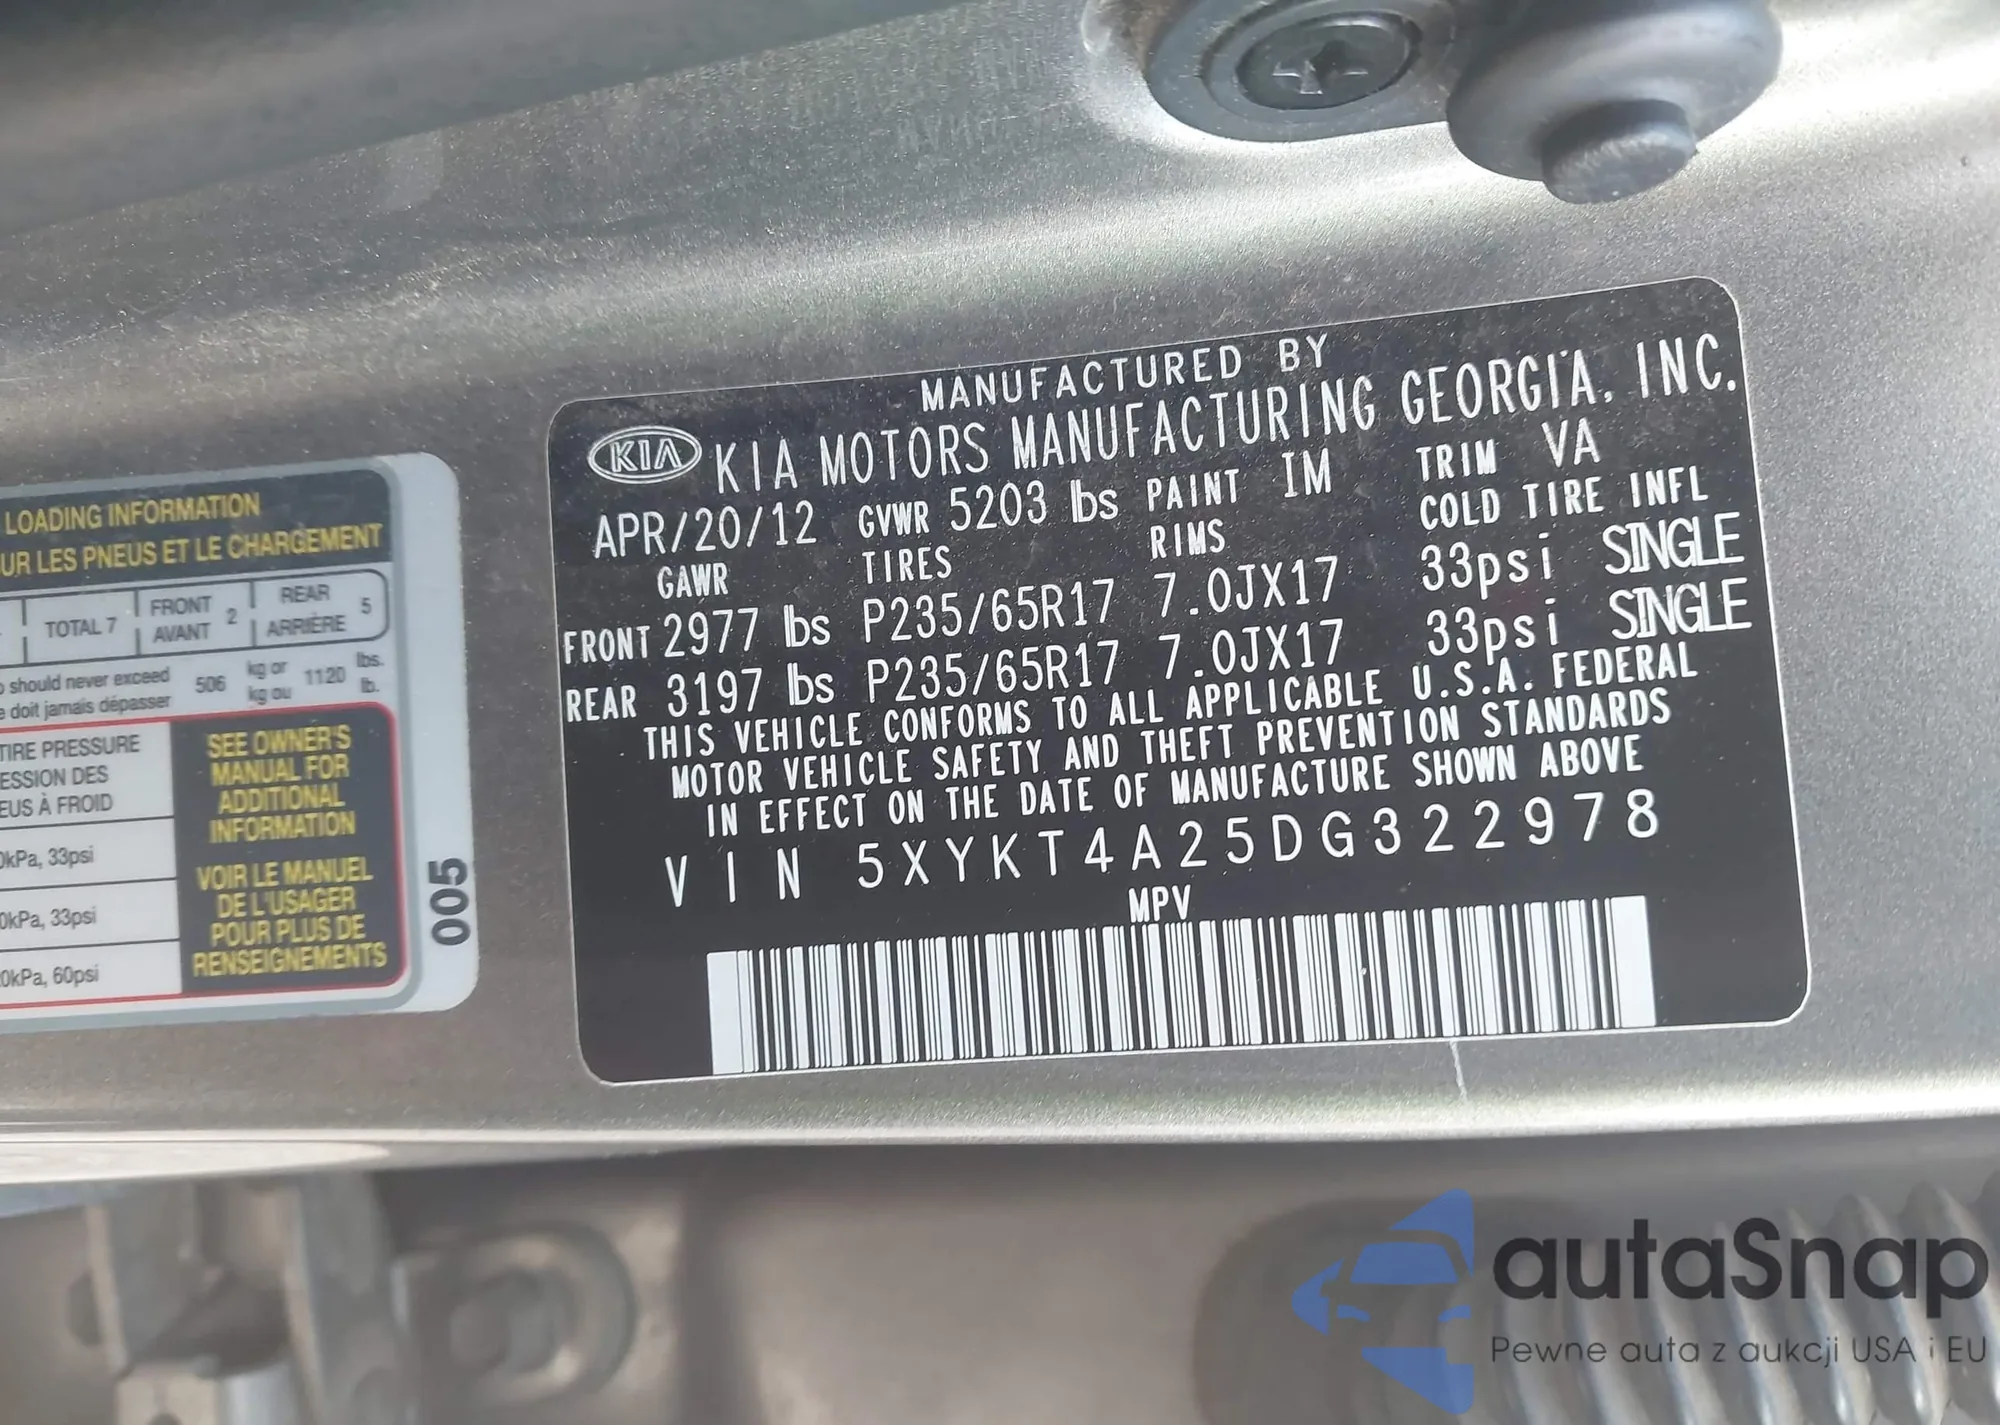 LOADING INFORMATION
UR LES PNEUS ET LE CHARGEMENT
TOTAL 7
FRONT
AVANT 2
REAR
ARRIÈRE 5
should never exceed
doit jamais dépasser
506 kg or 1120 lbs.
kg ou lb.
TIRE PRESSURE
ESSION DES
EUS À FROID
0kPa, 33psi
0kPa, 33psi
0kPa, 60psi
SEE OWNER'S
MANUAL FOR
ADDITIONAL
INFORMATION
VOIR LE MANUEL
DE L'USAGER
POUR PLUS DE
RENSEIGNEMENTS
005
MANUFACTURED BY
KIA KIA MOTORS MANUFACTURING GEORGIA, INC.
APR/20/12 GVWR 5203 lbs PAINT IM TRIM VA
GAWR TIRES RIMS COLD TIRE INFL
FRONT 2977 lbs P235/65R17 7.0JX17 33psi SINGLE
REAR 3197 lbs P235/65R17 7.0JX17 33psi SINGLE
THIS VEHICLE CONFORMS TO ALL APPLICABLE U.S.A. FEDERAL
MOTOR VEHICLE SAFETY AND THEFT PREVENTION STANDARDS
IN EFFECT ON THE DATE OF MANUFACTURE SHOWN ABOVE
VIN 5XYKT4A25DG322978
MPV
autaSnap
Pewne auta z aukcji USA i EU